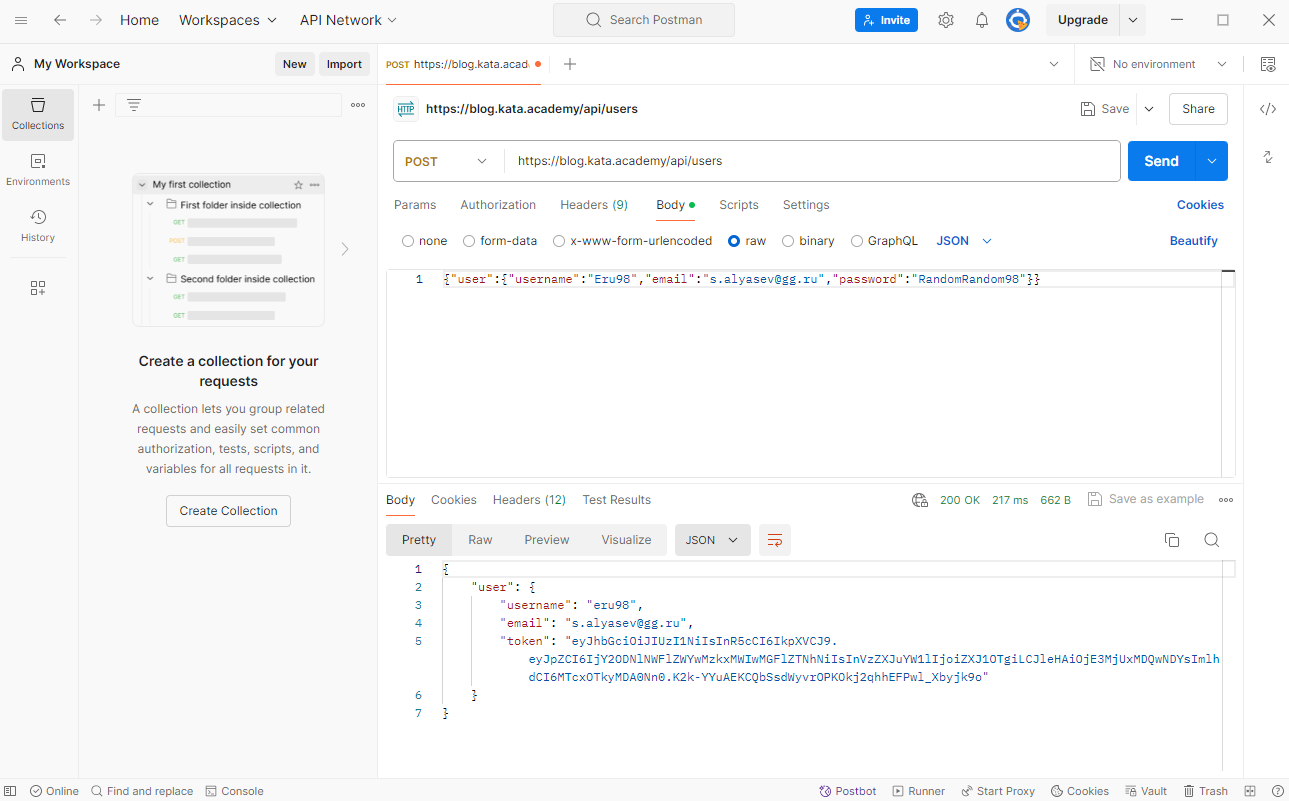 Home Workspaces API Network Search Postman Invite Upgrade
My Workspace New Import POST https://blog.kata.acad No environment
Collections
Environments
History
My first collection
First folder inside collection
GET
POST
GET
Second folder inside collection
GET
GET
Create a collection for your
requests
A collection lets you group related
requests and easily set common
authorization, tests, scripts, and
variables for all requests in it.
Create Collection
HTTP https://blog.kata.academy/api/users Save Share
POST https://blog.kata.academy/api/users Send
Params Authorization Headers (9) Body Scripts Settings Cookies
none form-data x-www-form-urlencoded raw binary GraphQL JSON Beautify
1 {"user":{"username":"Eru98","email":"s.alyasev@gg.ru","password":"RandomRandom98"}}
Body Cookies Headers (12) Test Results 200 OK 217 ms 662 B Save as example
Pretty Raw Preview Visualize JSON
1 {
2 "user": {
3 "username": "eru98",
4 "email": "s.alyasev@gg.ru",
5 "token": "eyJhbGciOiJIUzI1NiIsInR5cCI6IkpXVCJ9.
eyJpZCI6IjY2ODNlNWFlZWYwMzkxMWIwMGFlZTNhNiIsInVzZXJuYW1lIjoiZXJ1OTgiLCJleHAiOjE3MjUxMDQwNDYsImlh
dCI6MTcxOTkyMDA0Nn0.K2k-YYuAEKCQbSsdWyvrOPKOkj2qhhEFPwl_Xbyjk9o"
6 }
7 }
Online Find and replace Console Postbot Runner Start Proxy Cookies Vault Trash